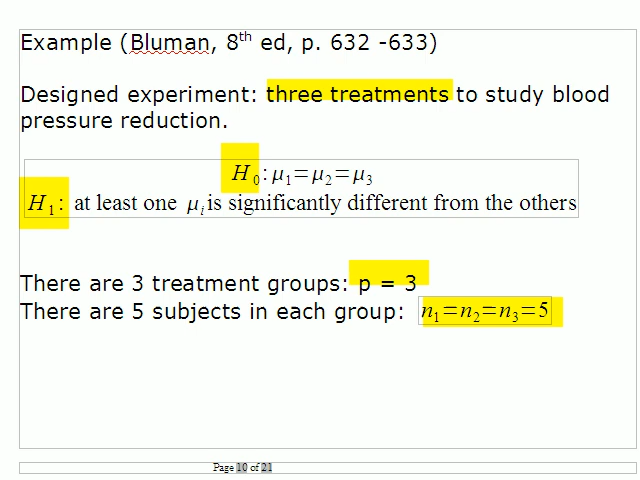 Example (Bluman, 8th ed, p. 632 -633)
Designed experiment: three treatments to study blood
pressure reduction.
H₀: μ₁=μ₂=μ₃
H₁: at least one μᵢ is significantly different from the others
There are 3 treatment groups: p = 3
There are 5 subjects in each group: n₁=n₂=n₃=5
Page 10 of 21